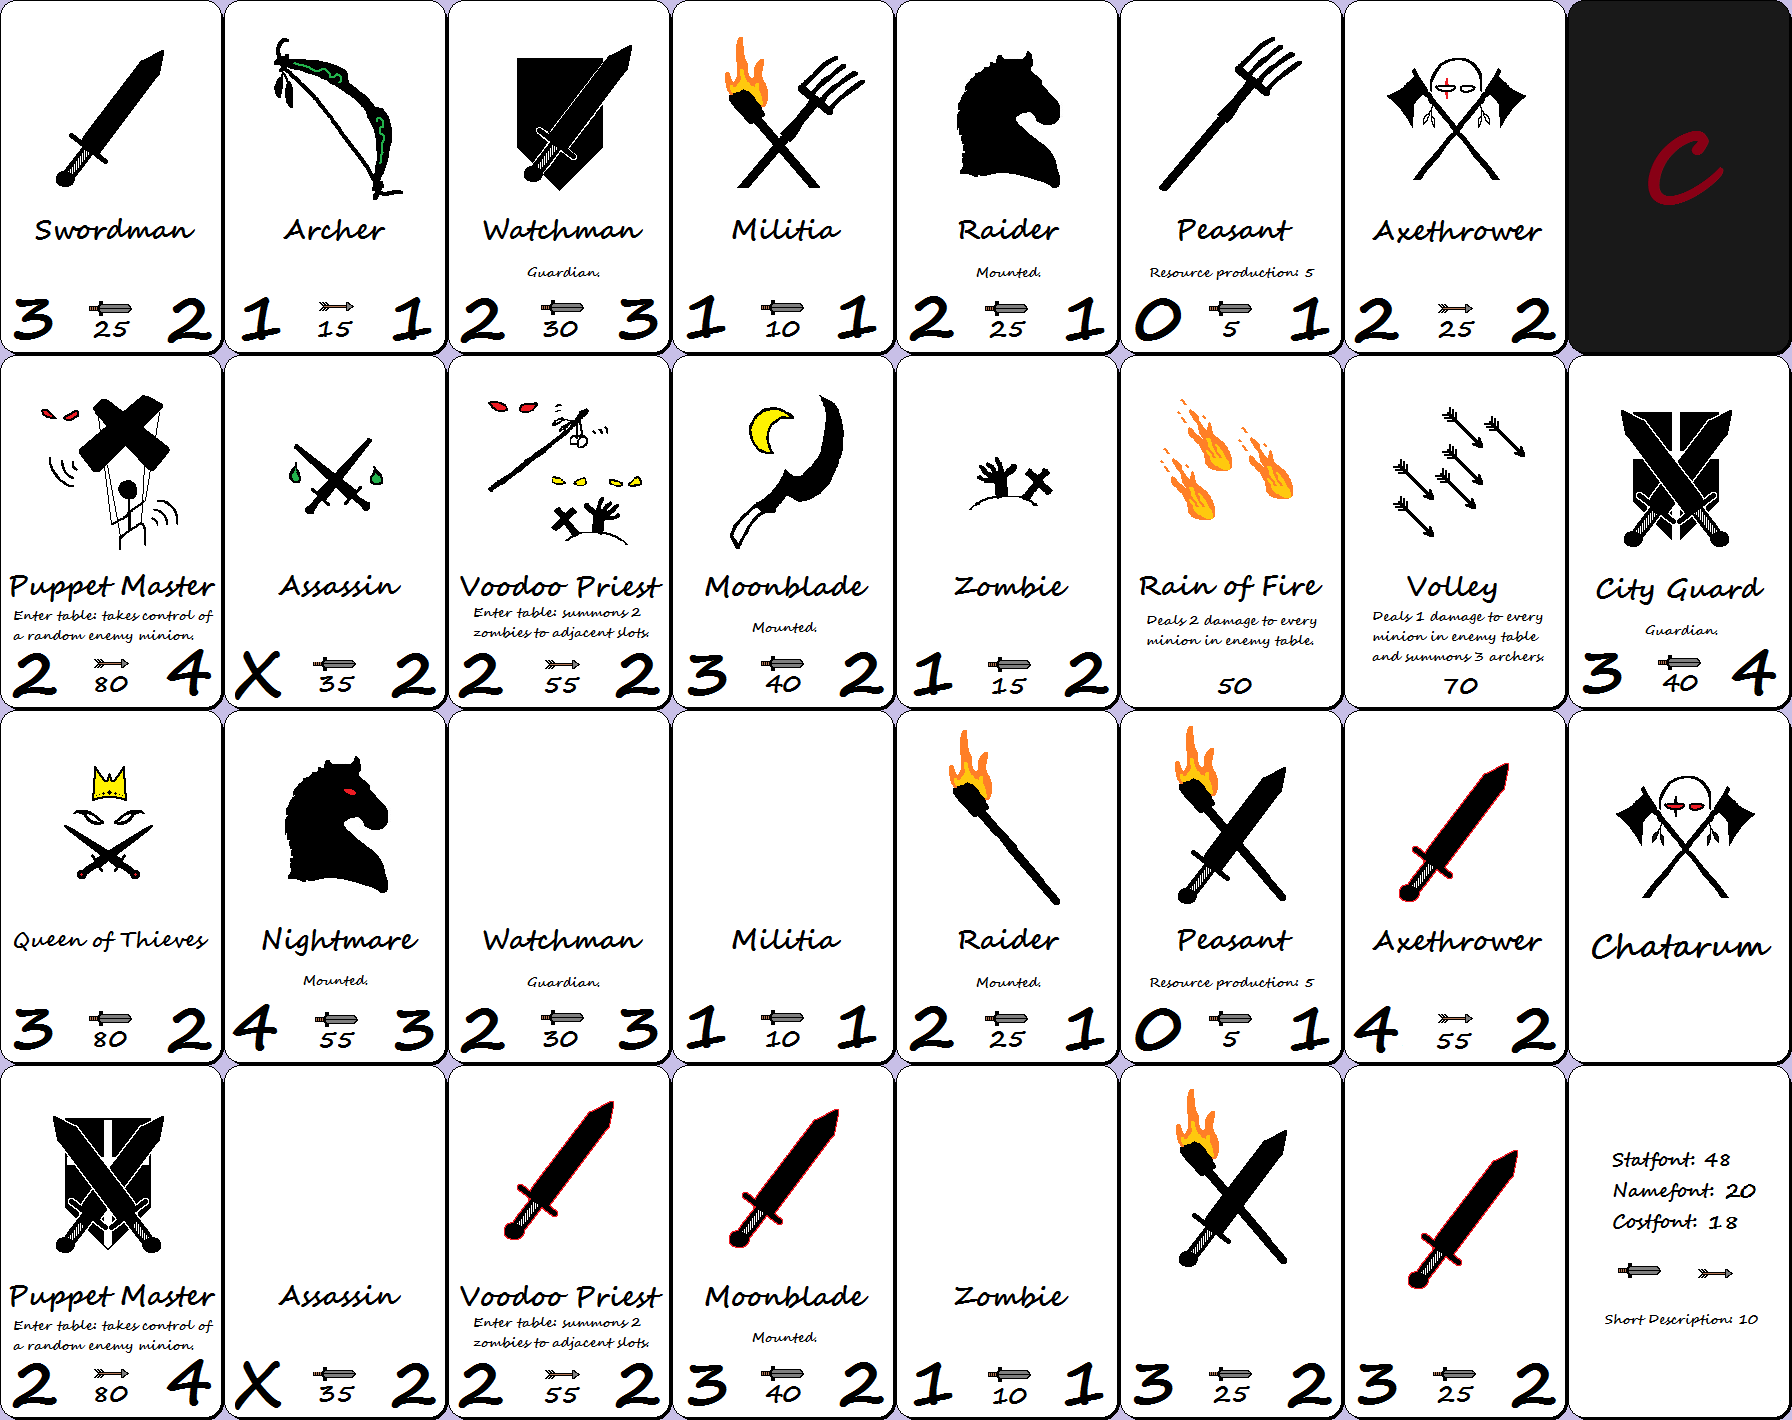 Swordman
3 25 2
Archer
1 15 1
Watchman
Guardian.
2 30 3
Militia
1 10 1
Raider
Mounted.
2 25 1
Peasant
Resource production: 5
0 5 1
Axethrower
2 25 2
C
Puppet Master
Enter table: takes control of
a random enemy minion.
2 80 4
Assassin
X 35 2
Voodoo Priest
Enter table: summons 2
zombies to adjacent slots.
2 55 2
Moonblade
Mounted.
3 40 2
Zombie
1 15 2
Rain of Fire
Deals 2 damage to every
minion in enemy table.
50
Volley
Deals 1 damage to every
minion in enemy table
and summons 3 archers.
70
City Guard
Guardian.
3 40 4
Queen of Thieves
3 80 2
Nightmare
Mounted.
4 55 3
Watchman
Guardian.
2 30 3
Militia
1 10 1
Raider
Mounted.
2 25 1
Peasant
Resource production: 5
0 5 1
Axethrower
4 55 2
Chatarum
Puppet Master
Enter table: takes control of
a random enemy minion.
2 80 4
Assassin
X 35 2
Voodoo Priest
Enter table: summons 2
zombies to adjacent slots.
2 55 2
Moonblade
Mounted.
3 40 2
Zombie
1 10 1
3 25 2
3 25 2
Statfont: 48
Namefont: 20
Costfont: 18
Short Description: 10